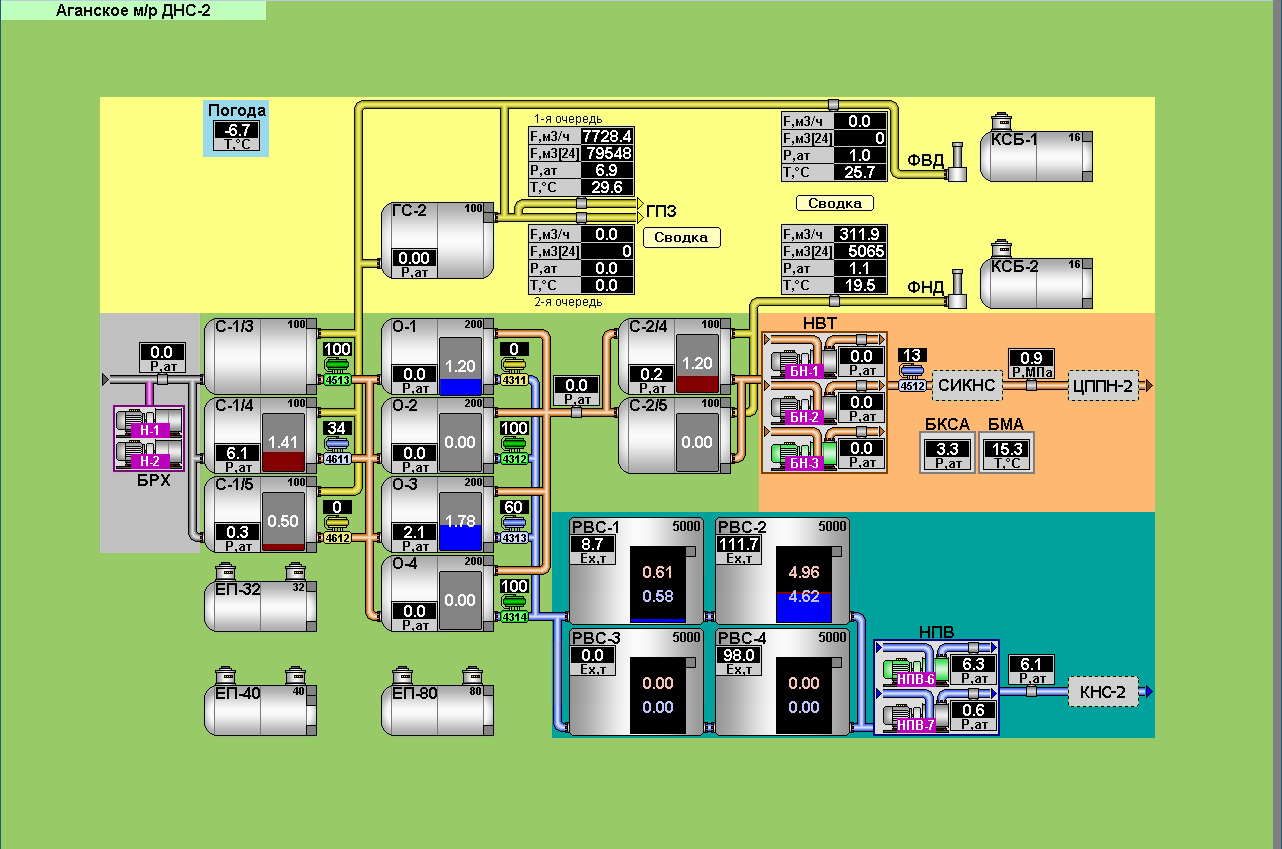 Аганское м/р ДНС-2
Погода
-6.7
Т,°С
1-я очередь
F,м3/ч 7728.4
F,м3[24] 79548
Р,ат 6.9
Т,°С 29.6
F,м3/ч 0.0
F,м3[24] 0
Р,ат 1.0
Т,°С 25.7
ФВД
КСБ-1 16
Сводка
ГС-2 100
0.00
Р,ат
ГПЗ
Сводка
F,м3/ч 0.0
F,м3[24] 0
Р,ат 0.0
Т,°С 0.0
2-я очередь
F,м3/ч 311.9
F,м3[24] 5065
Р,ат 1.1
Т,°С 19.5
ФНД
КСБ-2 16
0.0
Р,ат
Н-1
Н-2
БРХ
С-1/3 100
100
4513
С-1/4 100
1.41
6.1
Р,ат
34
4611
С-1/5 100
0.50
0.3
Р,ат
0
4612
О-1 200
1.20
0.0
Р,ат
0
4311
О-2 200
0.00
0.0
Р,ат
100
4312
О-3 200
1.78
2.1
Р,ат
60
4313
О-4 200
0.00
0.0
Р,ат
100
4314
0.0
Р,ат
С-2/4 100
1.20
0.2
Р,ат
С-2/5 100
0.00
НВТ
БН-1
0.0
Р,ат
БН-2
0.0
Р,ат
БН-3
0.0
Р,ат
13
4512
СИКНС
0.9
Р,МПа
ЦППН-2
БКСА
3.3
Р,ат
БМА
15.3
Т,°С
ЕП-32 32
ЕП-40 40
ЕП-80 80
РВС-1 5000
8.7
Ех,т
0.61
0.58
РВС-2 5000
111.7
Ех,т
4.96
4.62
РВС-3 5000
0.0
Ех,т
0.00
0.00
РВС-4 5000
98.0
Ех,т
0.00
0.00
НПВ
НПВ-6
6.3
Р,ат
НПВ-7
0.6
Р,ат
6.1
Р,ат
КНС-2